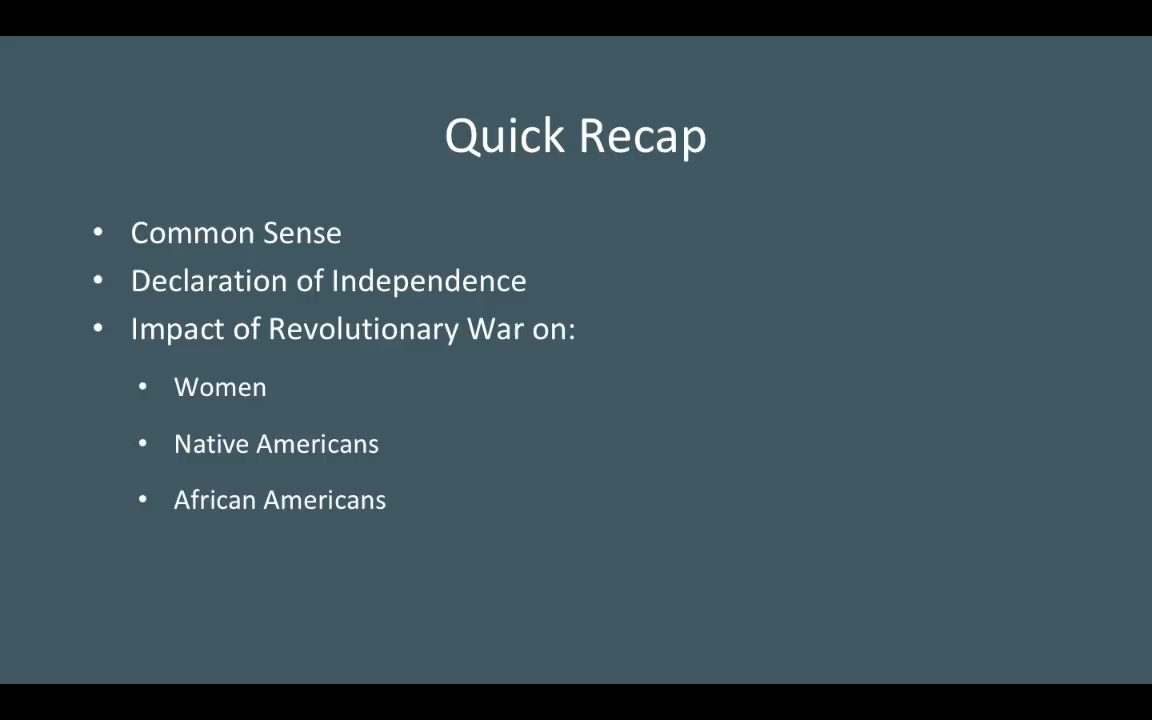 Quick Recap
• Common Sense
• Declaration of Independence
• Impact of Revolutionary War on:
• Women
• Native Americans
• African Americans